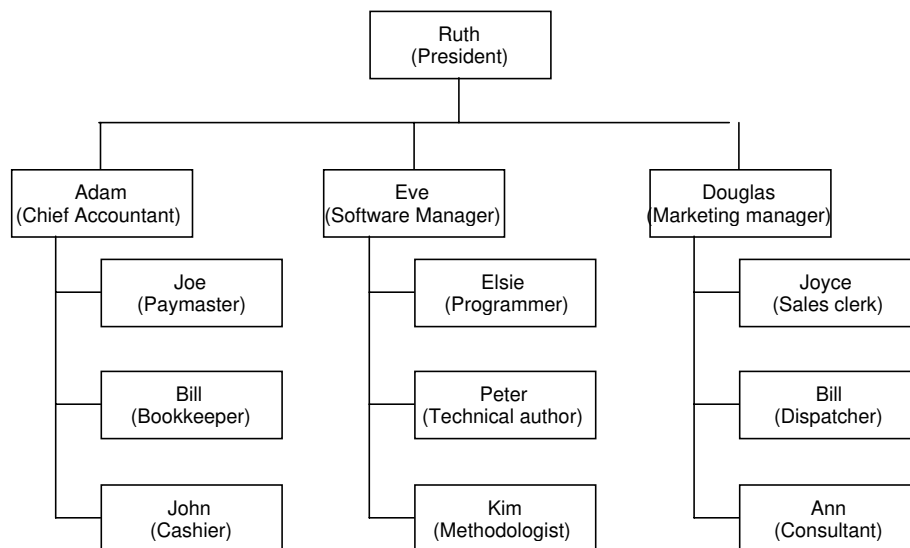 Ruth
(President)
Adam
(Chief Accountant)
Eve
(Software Manager)
Douglas
(Marketing manager)
Joe
(Paymaster)
Elsie
(Programmer)
Joyce
(Sales clerk)
Bill
(Bookkeeper)
Peter
(Technical author)
Bill
(Dispatcher)
John
(Cashier)
Kim
(Methodologist)
Ann
(Consultant)